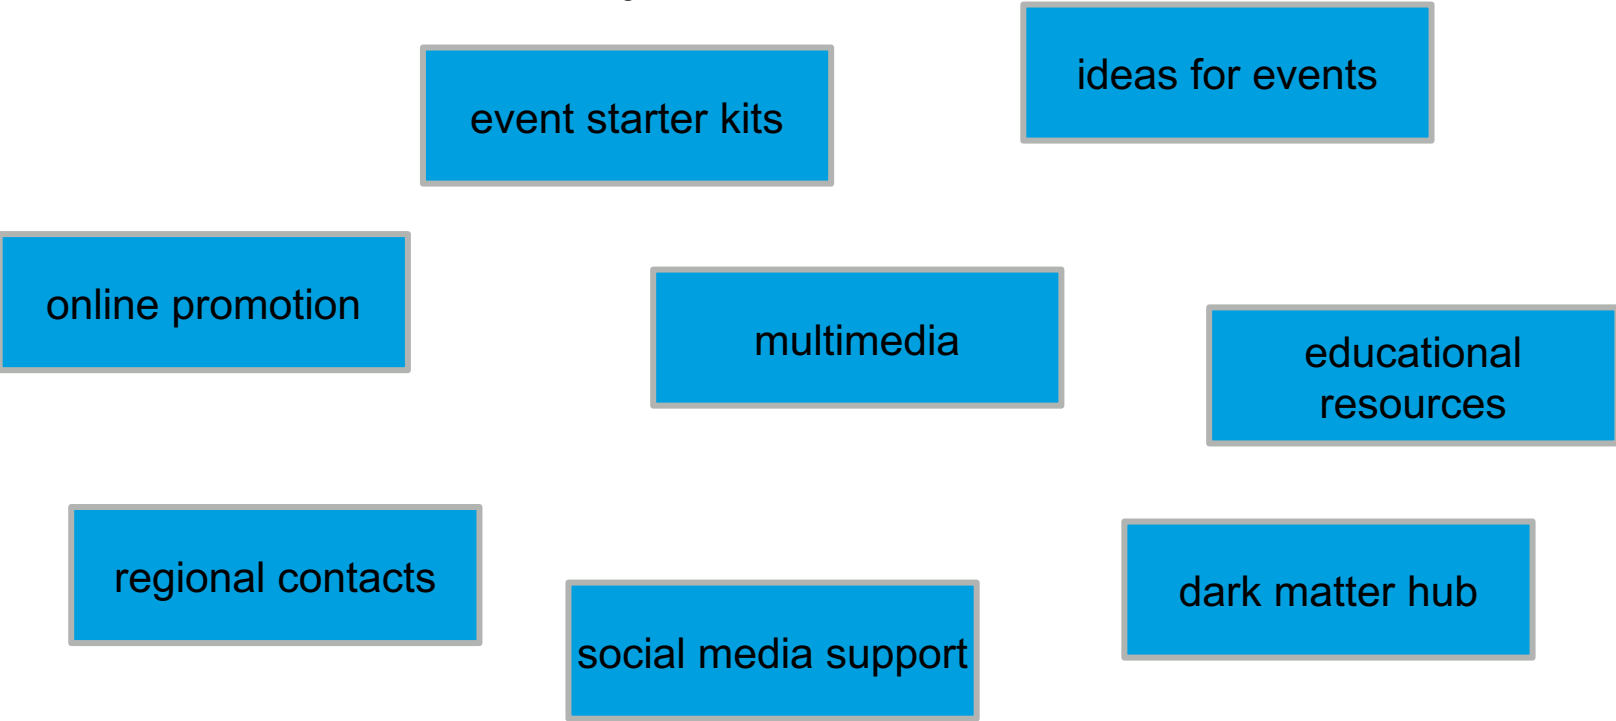 ideas for events
event starter kits
online promotion
multimedia
educational
resources
regional contacts
dark matter hub
social media support